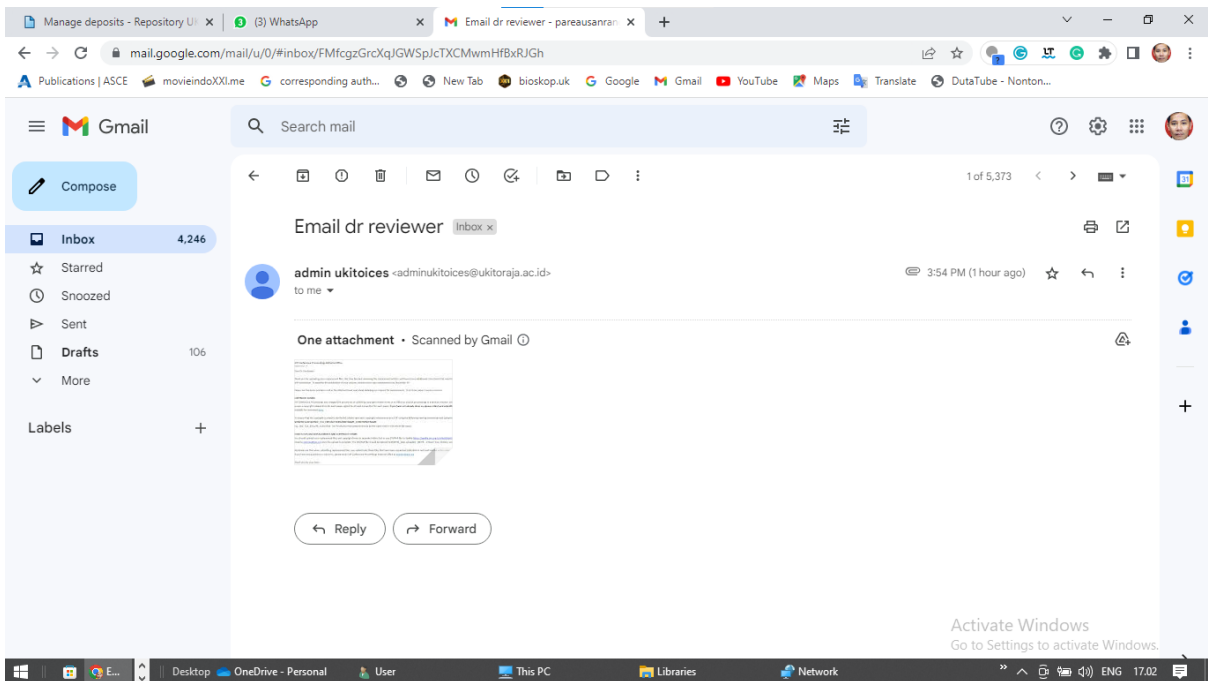 Manage deposits - Repository U
(3) WhatsApp
Email dr reviewer - pareausanran
mail.google.com/mail/u/0/#inbox/FMfcgzGrcXqJGWSpJcTXCMwmHfBxRJGh
Publications | ASCE
movieindoXXI.me
corresponding auth...
New Tab
bioskop.uk
Google
Gmail
YouTube
Maps
Translate
DutaTube - Nonton...
Gmail
Search mail
Compose
1 of 5,373
Inbox 4,246
Starred
Snoozed
Sent
Drafts 106
More
Labels
Email dr reviewer Inbox x
admin ukitoices <adminukitoices@ukitoraja.ac.id>
3:54 PM (1 hour ago)
to me
One attachment • Scanned by Gmail
Reply
Forward
Activate Windows
Go to Settings to activate Windows.
E...
Desktop
OneDrive - Personal
User
This PC
Libraries
Network
ENG
17.02